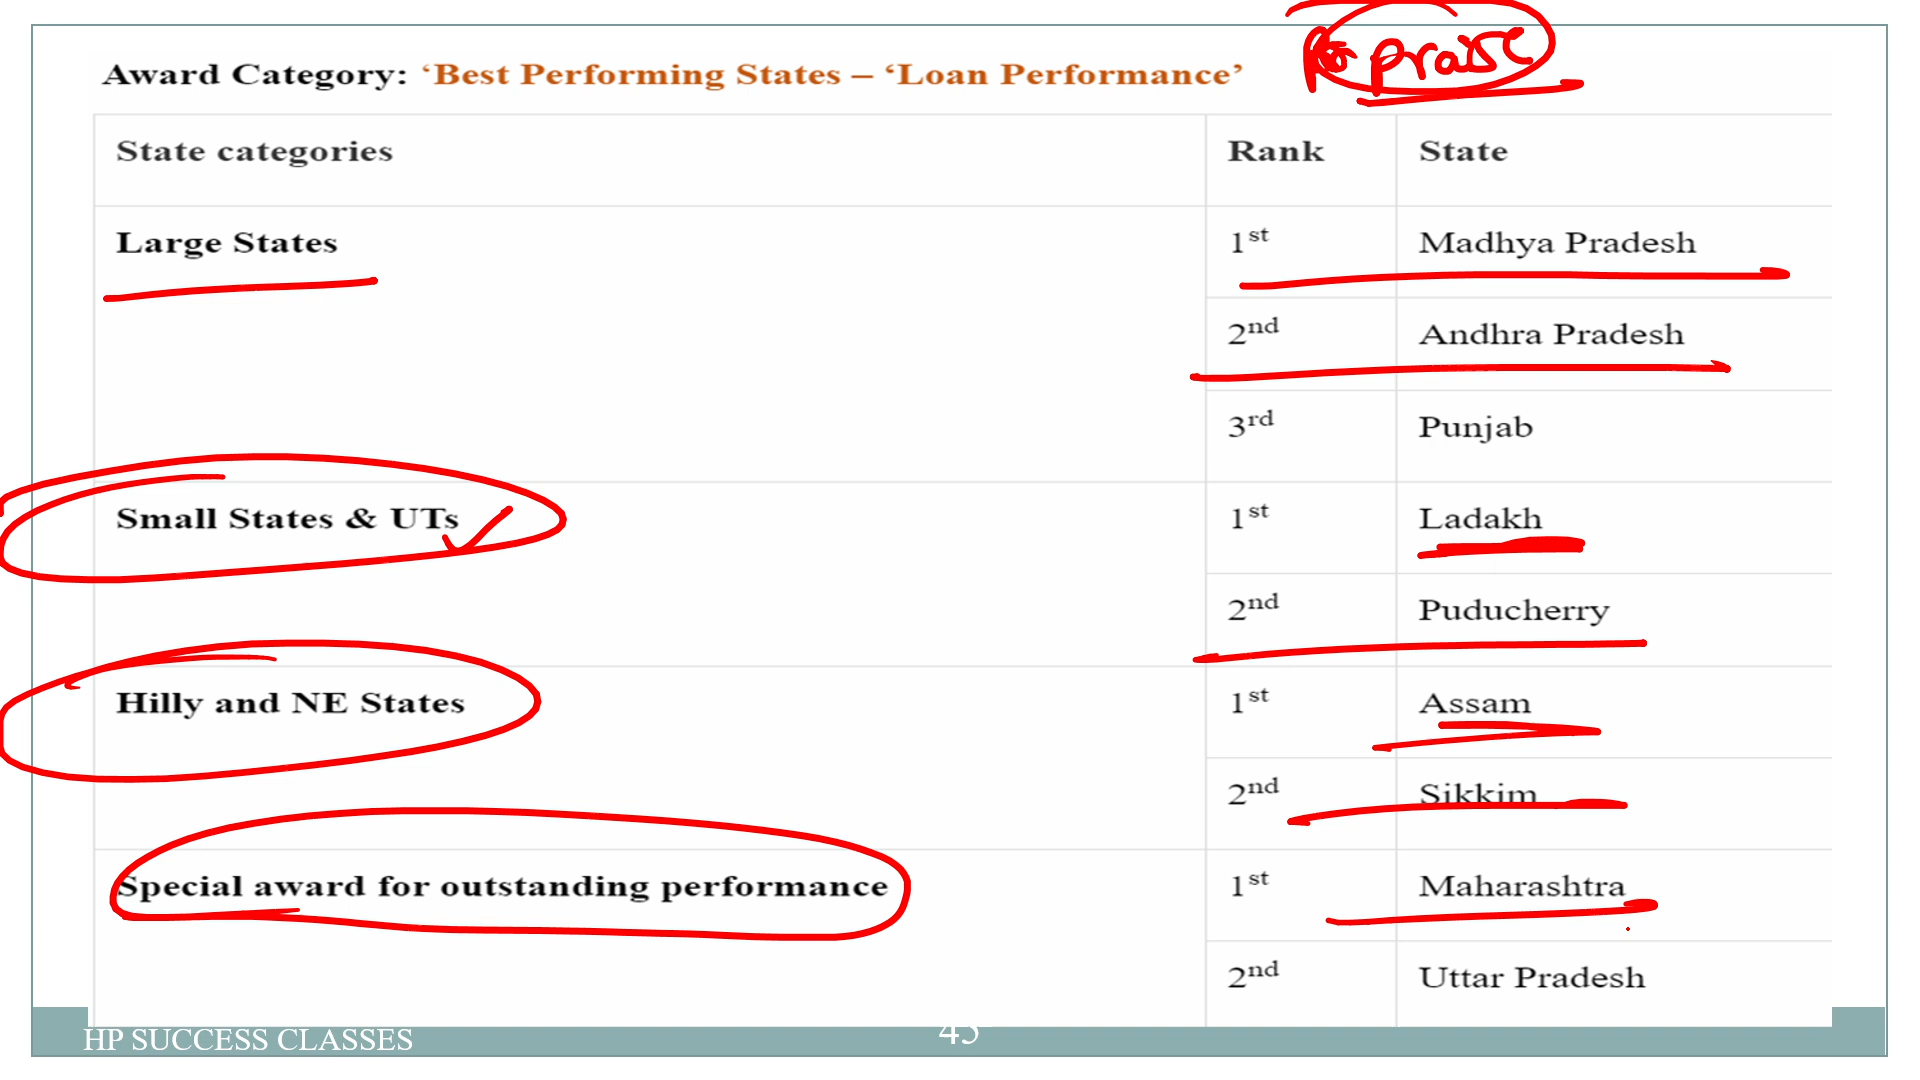 praise
Award Category: ‘Best Performing States – ‘Loan Performance’
State categories Rank State
Large States 1st Madhya Pradesh
2nd Andhra Pradesh
3rd Punjab
Small States & UTs 1st Ladakh
2nd Puducherry
Hilly and NE States 1st Assam
2nd Sikkim
Special award for outstanding performance 1st Maharashtra
2nd Uttar Pradesh
HP SUCCESS CLASSES